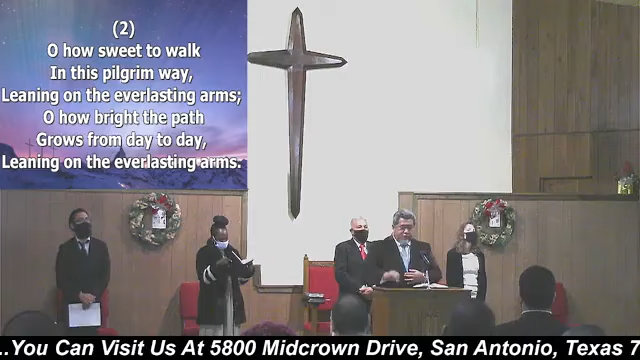 (2)
O how sweet to walk
In this pilgrim way,
Leaning on the everlasting arms;
O how bright the path
Grows from day to day,
Leaning on the everlasting arms.
..You Can Visit Us At 5800 Midcrown Drive, San Antonio, Texas 7